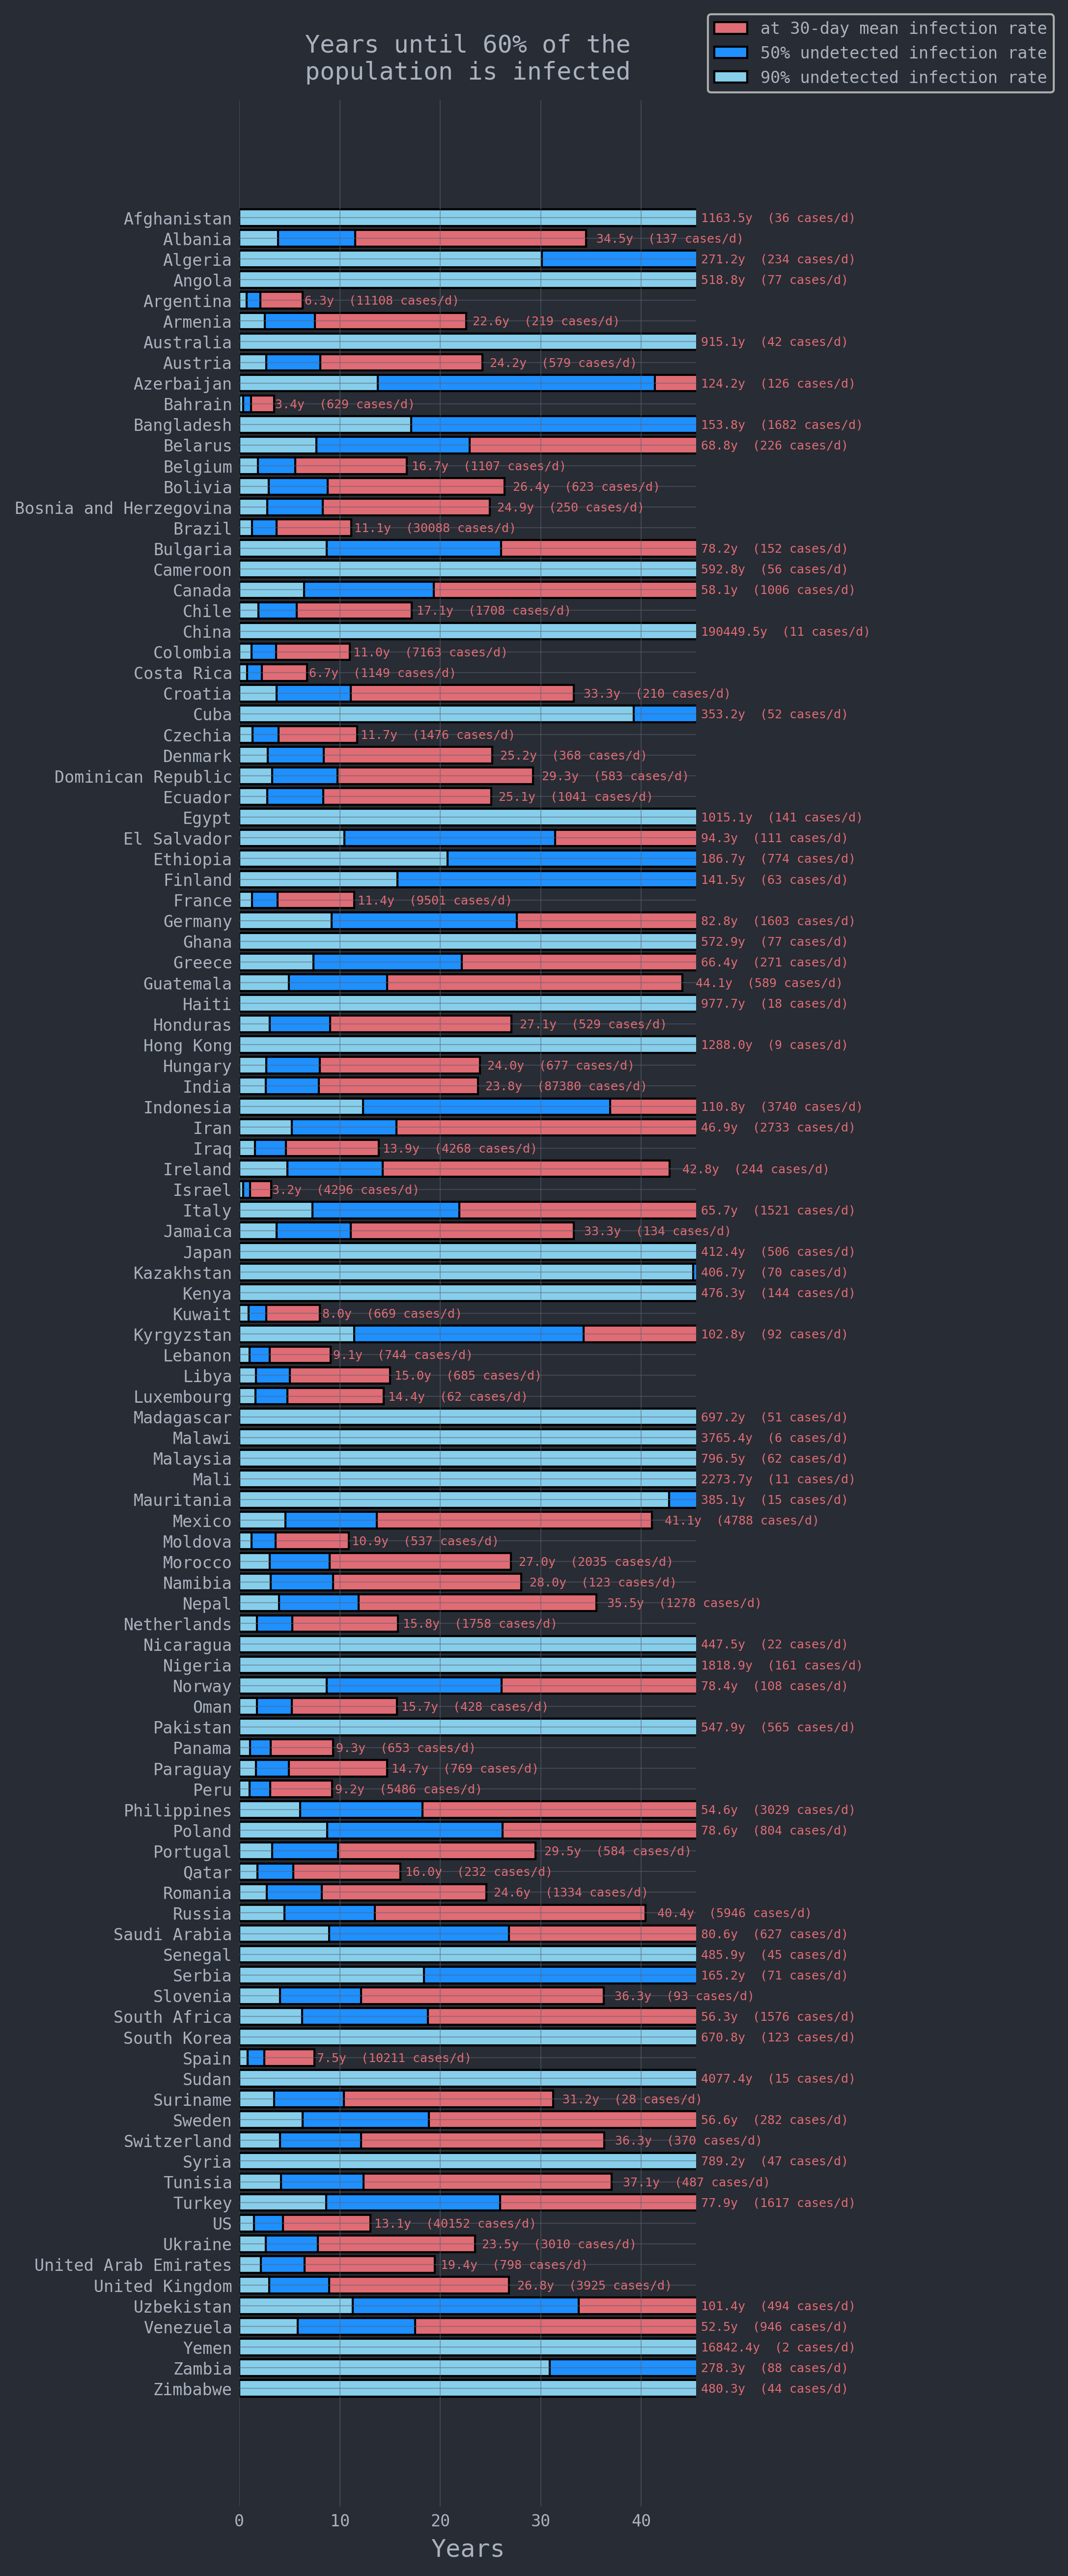 Years until 60% of the
population is infected
at 30-day mean infection rate
50% undetected infection rate
90% undetected infection rate
Afghanistan 1163.5y (36 cases/d)
Albania 34.5y (137 cases/d)
Algeria 271.2y (234 cases/d)
Angola 518.8y (77 cases/d)
Argentina 6.3y (11108 cases/d)
Armenia 22.6y (219 cases/d)
Australia 915.1y (42 cases/d)
Austria 24.2y (579 cases/d)
Azerbaijan 124.2y (126 cases/d)
Bahrain 3.4y (629 cases/d)
Bangladesh 153.8y (1682 cases/d)
Belarus 68.8y (226 cases/d)
Belgium 16.7y (1107 cases/d)
Bolivia 26.4y (623 cases/d)
Bosnia and Herzegovina 24.9y (250 cases/d)
Brazil 11.1y (30088 cases/d)
Bulgaria 78.2y (152 cases/d)
Cameroon 592.8y (56 cases/d)
Canada 58.1y (1006 cases/d)
Chile 17.1y (1708 cases/d)
China 190449.5y (11 cases/d)
Colombia 11.0y (7163 cases/d)
Costa Rica 6.7y (1149 cases/d)
Croatia 33.3y (210 cases/d)
Cuba 353.2y (52 cases/d)
Czechia 11.7y (1476 cases/d)
Denmark 25.2y (368 cases/d)
Dominican Republic 29.3y (583 cases/d)
Ecuador 25.1y (1041 cases/d)
Egypt 1015.1y (141 cases/d)
El Salvador 94.3y (111 cases/d)
Ethiopia 186.7y (774 cases/d)
Finland 141.5y (63 cases/d)
France 11.4y (9501 cases/d)
Germany 82.8y (1603 cases/d)
Ghana 572.9y (77 cases/d)
Greece 66.4y (271 cases/d)
Guatemala 44.1y (589 cases/d)
Haiti 977.7y (18 cases/d)
Honduras 27.1y (529 cases/d)
Hong Kong 1288.0y (9 cases/d)
Hungary 24.0y (677 cases/d)
India 23.8y (87380 cases/d)
Indonesia 110.8y (3740 cases/d)
Iran 46.9y (2733 cases/d)
Iraq 13.9y (4268 cases/d)
Ireland 42.8y (244 cases/d)
Israel 3.2y (4296 cases/d)
Italy 65.7y (1521 cases/d)
Jamaica 33.3y (134 cases/d)
Japan 412.4y (506 cases/d)
Kazakhstan 406.7y (70 cases/d)
Kenya 476.3y (144 cases/d)
Kuwait 8.0y (669 cases/d)
Kyrgyzstan 102.8y (92 cases/d)
Lebanon 9.1y (744 cases/d)
Libya 15.0y (685 cases/d)
Luxembourg 14.4y (62 cases/d)
Madagascar 697.2y (51 cases/d)
Malawi 3765.4y (6 cases/d)
Malaysia 796.5y (62 cases/d)
Mali 2273.7y (11 cases/d)
Mauritania 385.1y (15 cases/d)
Mexico 41.1y (4788 cases/d)
Moldova 10.9y (537 cases/d)
Morocco 27.0y (2035 cases/d)
Namibia 28.0y (123 cases/d)
Nepal 35.5y (1278 cases/d)
Netherlands 15.8y (1758 cases/d)
Nicaragua 447.5y (22 cases/d)
Nigeria 1818.9y (161 cases/d)
Norway 78.4y (108 cases/d)
Oman 15.7y (428 cases/d)
Pakistan 547.9y (565 cases/d)
Panama 9.3y (653 cases/d)
Paraguay 14.7y (769 cases/d)
Peru 9.2y (5486 cases/d)
Philippines 54.6y (3029 cases/d)
Poland 78.6y (804 cases/d)
Portugal 29.5y (584 cases/d)
Qatar 16.0y (232 cases/d)
Romania 24.6y (1334 cases/d)
Russia 40.4y (5946 cases/d)
Saudi Arabia 80.6y (627 cases/d)
Senegal 485.9y (45 cases/d)
Serbia 165.2y (71 cases/d)
Slovenia 36.3y (93 cases/d)
South Africa 56.3y (1576 cases/d)
South Korea 670.8y (123 cases/d)
Spain 7.5y (10211 cases/d)
Sudan 4077.4y (15 cases/d)
Suriname 31.2y (28 cases/d)
Sweden 56.6y (282 cases/d)
Switzerland 36.3y (370 cases/d)
Syria 789.2y (47 cases/d)
Tunisia 37.1y (487 cases/d)
Turkey 77.9y (1617 cases/d)
US 13.1y (40152 cases/d)
Ukraine 23.5y (3010 cases/d)
United Arab Emirates 19.4y (798 cases/d)
United Kingdom 26.8y (3925 cases/d)
Uzbekistan 101.4y (494 cases/d)
Venezuela 52.5y (946 cases/d)
Yemen 16842.4y (2 cases/d)
Zambia 278.3y (88 cases/d)
Zimbabwe 480.3y (44 cases/d)
0 10 20 30 40
Years